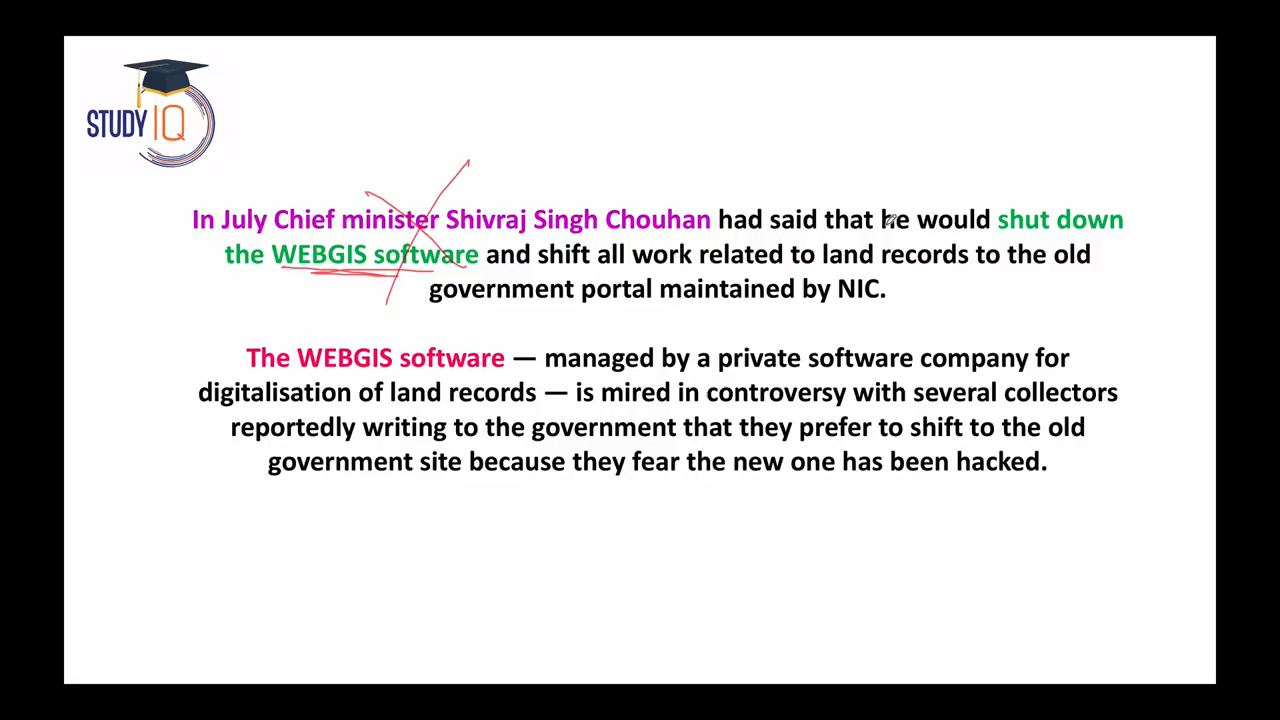 STUDY IQ
In July Chief minister Shivraj Singh Chouhan had said that he would shut down
the WEBGIS software and shift all work related to land records to the old
government portal maintained by NIC.
The WEBGIS software — managed by a private software company for
digitalisation of land records — is mired in controversy with several collectors
reportedly writing to the government that they prefer to shift to the old
government site because they fear the new one has been hacked.